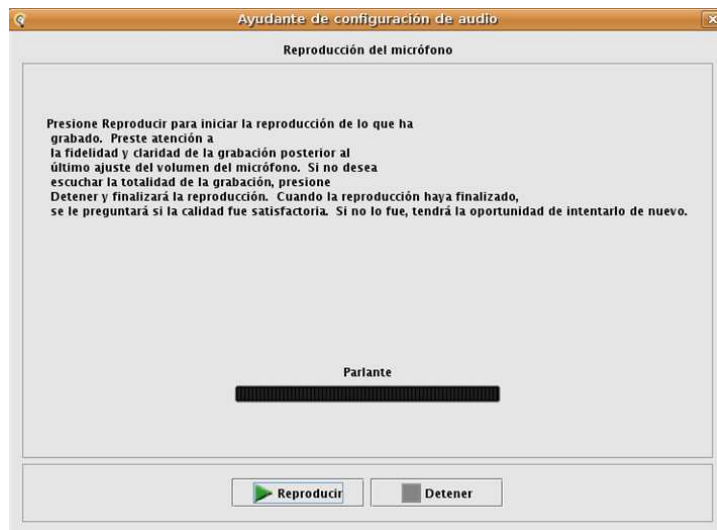 Ayudante de configuración de audio
Reproducción del micrófono
Presione Reproducir para iniciar la reproducción de lo que ha
grabado. Preste atención a
la fidelidad y claridad de la grabación posterior al
último ajuste del volumen del micrófono. Si no desea
escuchar la totalidad de la grabación, presione
Detener y finalizará la reproducción. Cuando la reproducción haya finalizado,
se le preguntará si la calidad fue satisfactoria. Si no lo fue, tendrá la oportunidad de intentarlo de nuevo.
Parlante
Reproducir
Detener